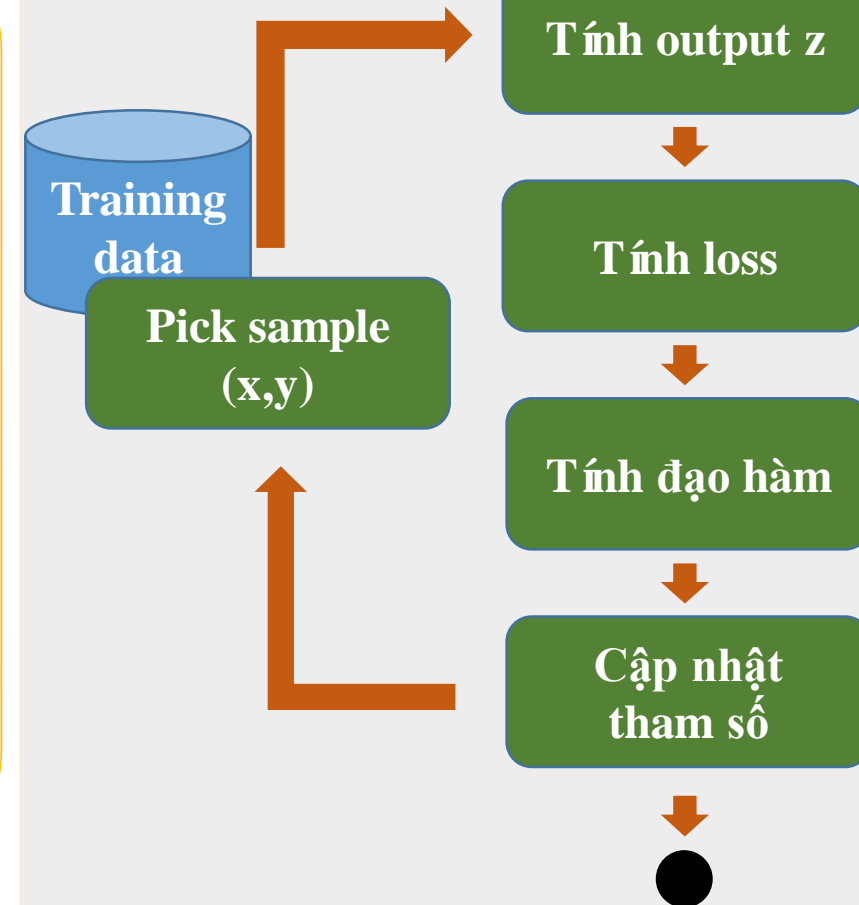 Tính output z
Training
data
Pick sample
(x,y)
Tính loss
Tính đạo hàm
Cập nhật
tham số